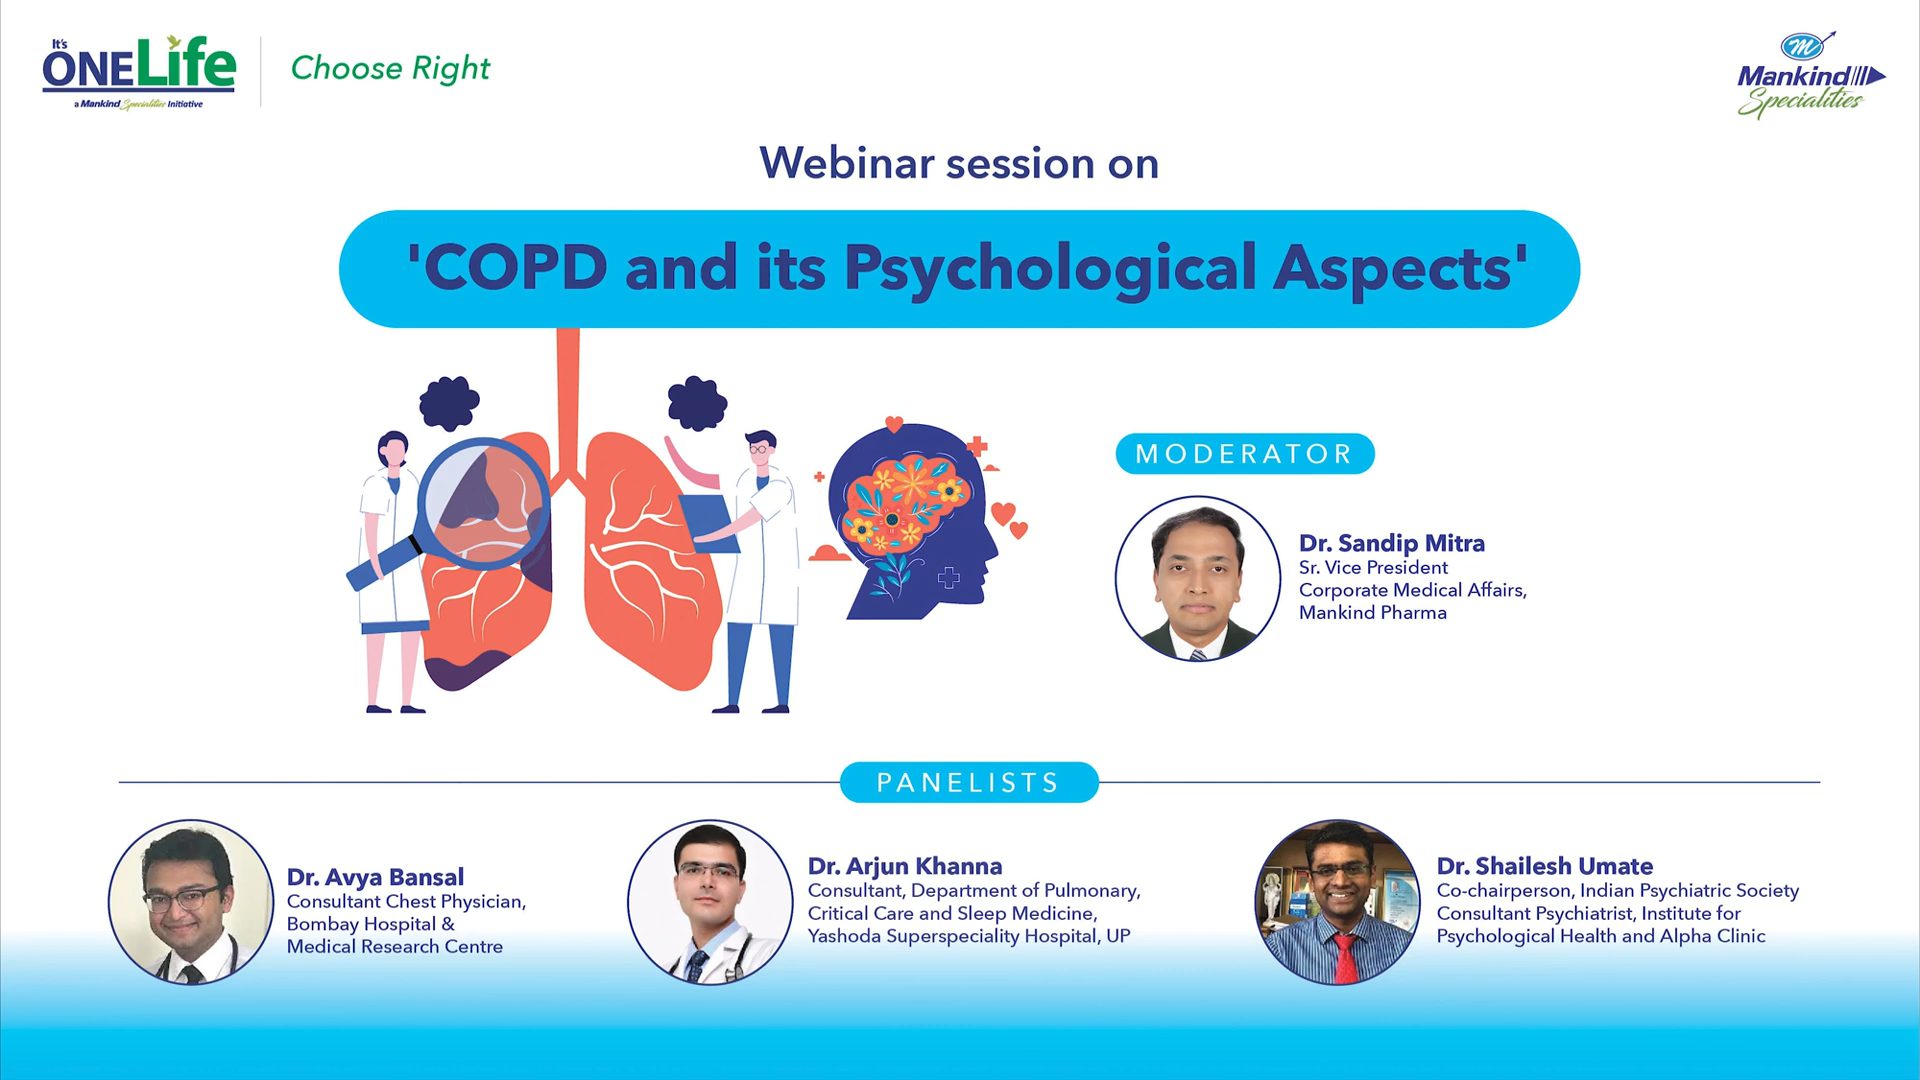 It's
ONELife
a Mankind Specialities Initiative
Choose Right
M
Mankind
Specialities
Webinar session on
'COPD and its Psychological Aspects'
MODERATOR
Dr. Sandip Mitra
Sr. Vice President
Corporate Medical Affairs,
Mankind Pharma
PANELISTS
Dr. Avya Bansal
Consultant Chest Physician,
Bombay Hospital &
Medical Research Centre
Dr. Arjun Khanna
Consultant, Department of Pulmonary,
Critical Care and Sleep Medicine,
Yashoda Superspeciality Hospital, UP
Dr. Shailesh Umate
Co-chairperson, Indian Psychiatric Society
Consultant Psychiatrist, Institute for
Psychological Health and Alpha Clinic